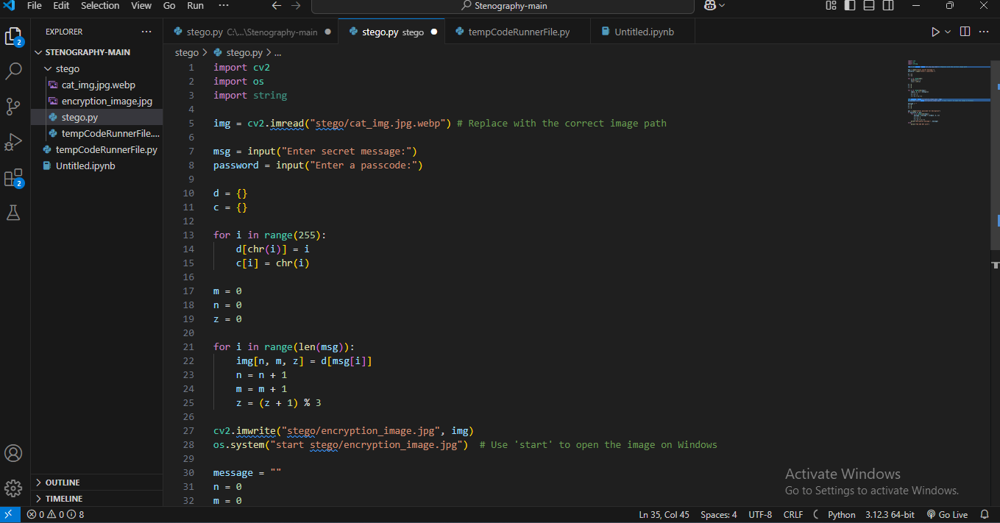 File Edit Selection View Go Run ··· Stenography-main
EXPLORER ···
STENOGRAPHY-MAIN
stego
cat_img.jpg.webp
encryption_image.jpg
stego.py
tempCodeRunnerFile....
tempCodeRunnerFile.py
Untitled.ipynb
2
2
OUTLINE
TIMELINE
stego.py C:\...\Stenography-main stego.py stego tempCodeRunnerFile.py Untitled.ipynb ···
stego > stego.py > ...
1 import cv2
2 import os
3 import string
4
5 img = cv2.imread("stego/cat_img.jpg.webp") # Replace with the correct image path
6
7 msg = input("Enter secret message:")
8 password = input("Enter a passcode:")
9
10 d = {}
11 c = {}
12
13 for i in range(255):
14 d[chr(i)] = i
15 c[i] = chr(i)
16
17 m = 0
18 n = 0
19 z = 0
20
21 for i in range(len(msg)):
22 img[n, m, z] = d[msg[i]]
23 n = n + 1
24 m = m + 1
25 z = (z + 1) % 3
26
27 cv2.imwrite("stego/encryption_image.jpg", img)
28 os.system("start stego/encryption_image.jpg") # Use 'start' to open the image on Windows
29
30 message = ""
31 n = 0
32 m = 0
Activate Windows
Go to Settings to activate Windows.
0 0 8 Ln 35, Col 45 Spaces: 4 UTF-8 CRLF Python 3.12.3 64-bit Go Live